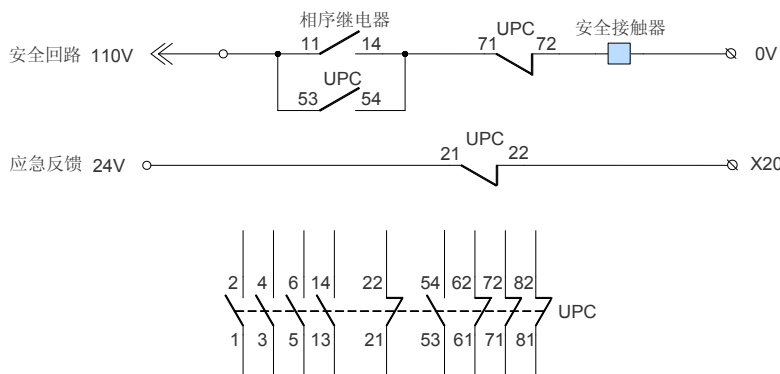 相序继电器
11 14
安全回路 110V
UPC
53 54
UPC
71 72
安全接触器
0V
应急反馈 24V
UPC
21 22
X20
2 4 6 14 22 54 62 72 82
UPC
1 3 5 13 21 53 61 71 81